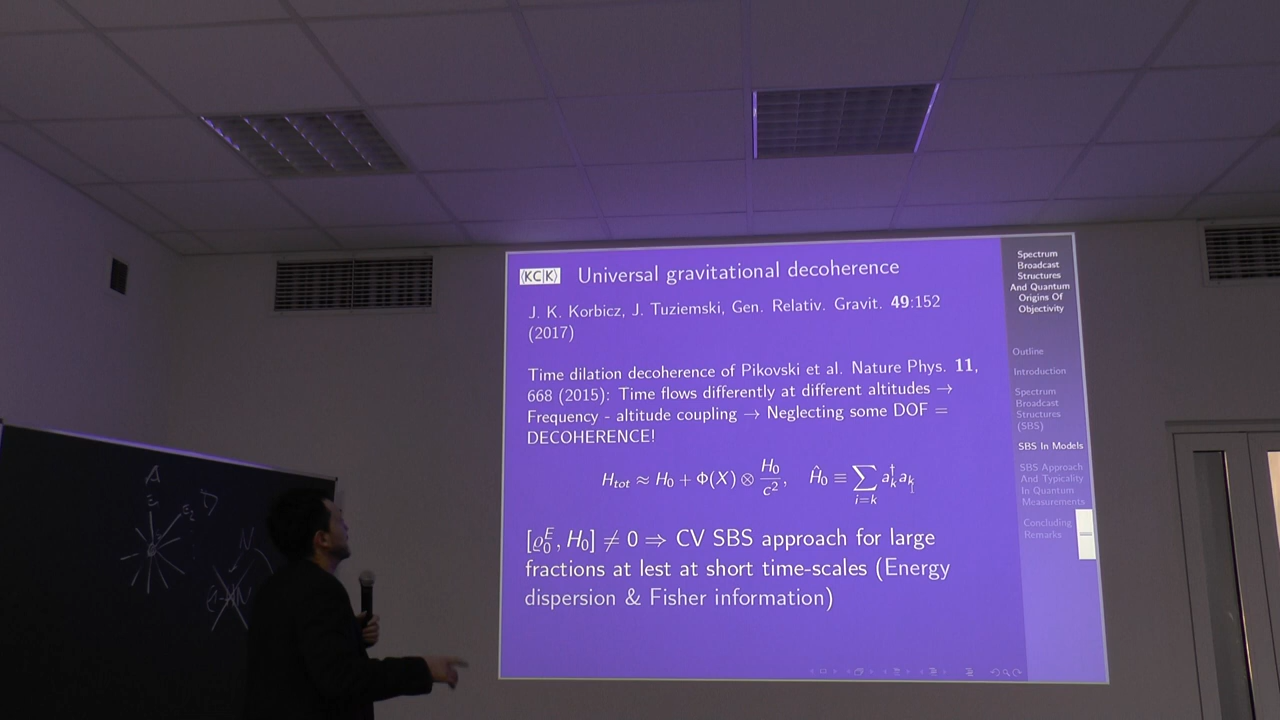 ⟨KC|K⟩ Universal gravitational decoherence
J. K. Korbicz, J. Tuziemski, Gen. Relativ. Gravit. 49:152
(2017)
Time dilation decoherence of Pikovski et al. Nature Phys. 11,
668 (2015): Time flows differently at different altitudes →
Frequency - altitude coupling → Neglecting some DOF =
DECOHERENCE!
H_tot ≈ H_0 + Φ(X) ⊗ H_0/c², Ĥ_0 ≡ ∑_{i=k} a_k^† a_k
[ϱ_0^E, H_0] ≠ 0 ⇒ CV SBS approach for large
fractions at lest at short time-scales (Energy
dispersion & Fisher information)
Spectrum
Broadcast
Structures
And Quantum
Origins Of
Objectivity
Outline
Introduction
Spectrum
Broadcast
Structures
(SBS)
SBS In Models
SBS Approach
And Typicality
In Quantum
Measurements
Concluding
Remarks
A
D
N